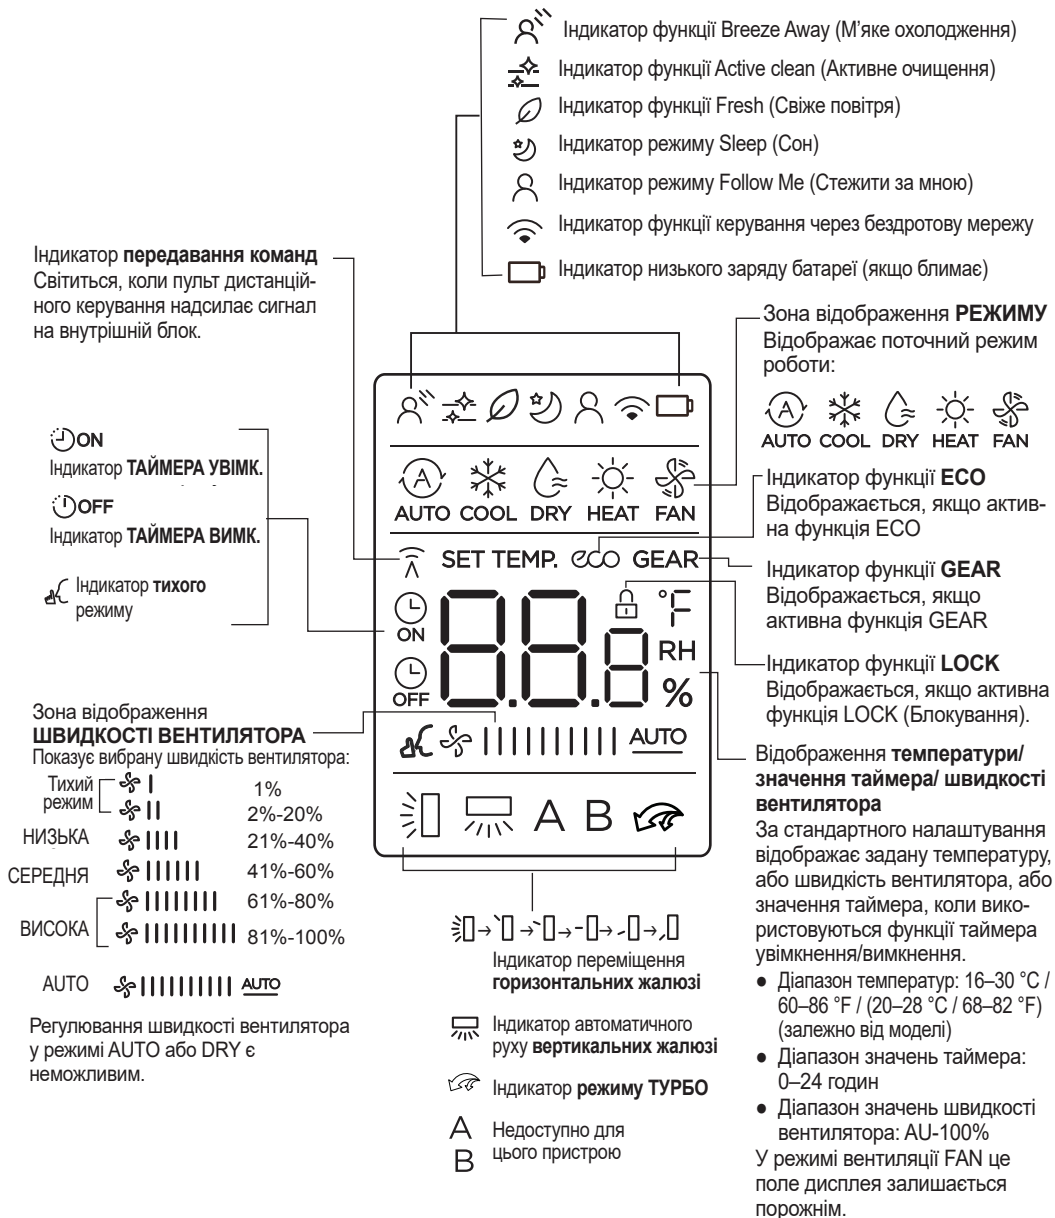 Індикатор функції Breeze Away (М'яке охолодження)
Індикатор функції Active clean (Активне очищення)
Індикатор функції Fresh (Свіже повітря)
Індикатор режиму Sleep (Сон)
Індикатор режиму Follow Me (Стежити за мною)
Індикатор функції керування через бездротову мережу
Індикатор низького заряду батареї (якщо блимає)
Індикатор передавання команд
Світиться, коли пульт дистанцій-
ного керування надсилає сигнал
на внутрішній блок.
ON
Індикатор ТАЙМЕРА УВІМК.
OFF
Індикатор ТАЙМЕРА ВИМК.
Індикатор тихого
режиму
Зона відображення
ШВИДКОСТІ ВЕНТИЛЯТОРА
Показує вибрану швидкість вентилятора:
Тихий
режим
1%
2%-20%
НИЗЬКА 21%-40%
СЕРЕДНЯ 41%-60%
61%-80%
ВИСОКА
81%-100%
AUTO AUTO
Регулювання швидкості вентилятора
у режимі AUTO або DRY є
неможливим.
AUTO COOL DRY HEAT FAN
SET TEMP. eco GEAR
ON
88.8 °F
RH
OFF
%
AUTO
A B
Індикатор переміщення
горизонтальних жалюзі
Індикатор автоматичного
руху вертикальних жалюзі
Індикатор режиму ТУРБО
A
B
Недоступно для
цього пристрою
Зона відображення РЕЖИМУ
Відображає поточний режим
роботи:
A
AUTO COOL DRY HEAT FAN
Індикатор функції ECO
Відображається, якщо актив-
на функція ECO
Індикатор функції GEAR
Відображається, якщо
активна функція GEAR
Індикатор функції LOCK
Відображається, якщо активна
функція LOCK (Блокування).
Відображення температури/
значення таймера/ швидкості
вентилятора
За стандартного налаштування
відображає задану температуру,
або швидкість вентилятора, або
значення таймера, коли вико-
ристовуються функції таймера
увімкнення/вимкнення.
● Діапазон температур: 16–30 °C /
60–86 °F / (20–28 °C / 68–82 °F)
(залежно від моделі)
● Діапазон значень таймера:
0–24 годин
● Діапазон значень швидкості
вентилятора: AU-100%
У режимі вентиляції FAN це
поле дисплея залишається
порожнім.